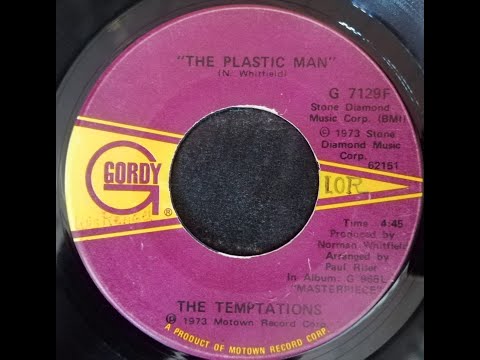 "THE PLASTIC MAN"
(N. Whitfield)
G 7129F
Stone Diamond
Music Corp. (BMI)
℗ 1973 Stone
Diamond Music
Corp.
62151
GORDY
G
®
LOR
Time 4:45
Produced by
Norman Whitfield
Arranged by
Paul Riser
In Album: G 965L
"MASTERPIECE"
THE TEMPTATIONS
℗ 1973 Motown Record Corp.
A PRODUCT OF MOTOWN RECORD CORP.